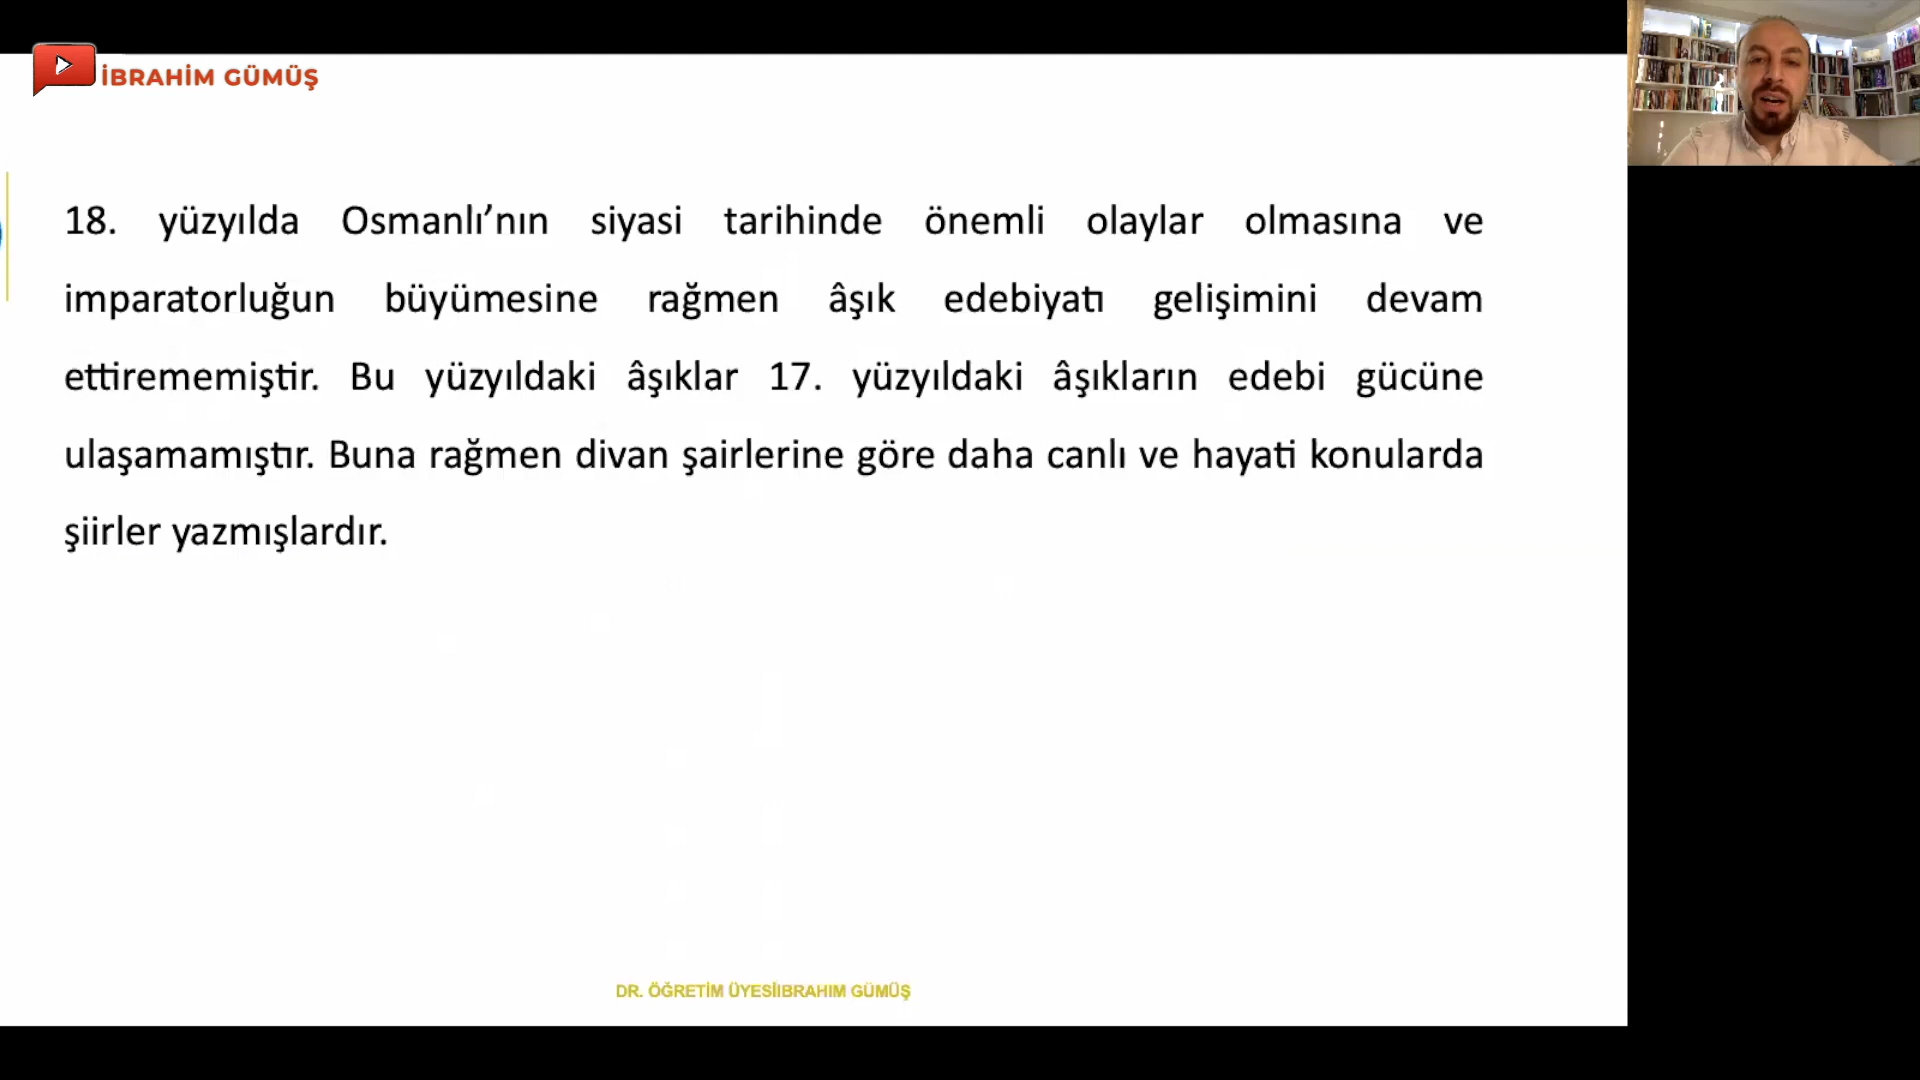 İBRAHİM GÜMÜŞ
18. yüzyılda Osmanlı’nın siyasi tarihinde önemli olaylar olmasına ve
imparatorluğun büyümesine rağmen âşık edebiyatı gelişimini devam
ettirememiştir. Bu yüzyıldaki âşıklar 17. yüzyıldaki âşıkların edebi gücüne
ulaşamamıştır. Buna rağmen divan şairlerine göre daha canlı ve hayati konularda
şiirler yazmışlardır.
DR. ÖĞRETİM ÜYESİİBRAHIM GÜMÜŞ